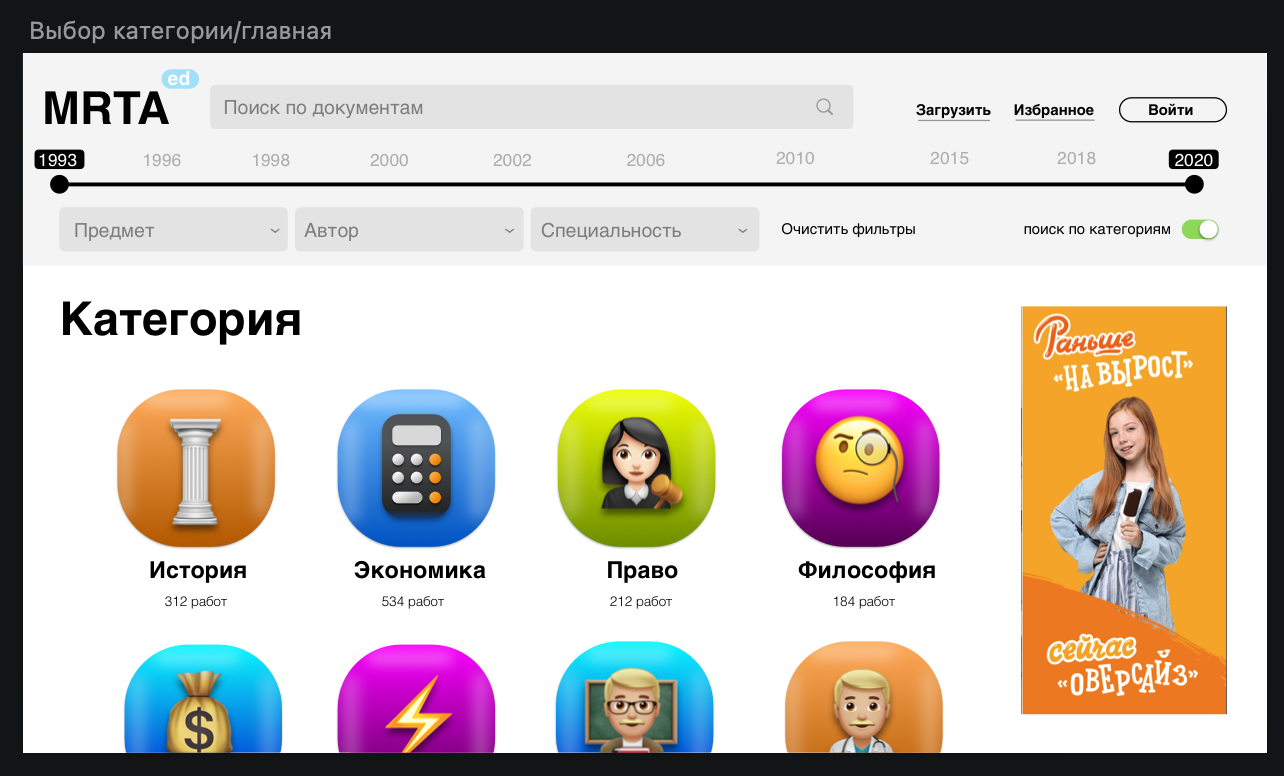 Выбор категории/главная
MRTA ed
Поиск по документам
Загрузить Избранное Войти
1993 1996 1998 2000 2002 2006 2010 2015 2018 2020
Предмет Автор Специальность Очистить фильтры поиск по категориям
Категория
Раньше
«НА ВЫРОСТ»
История Экономика Право Философия
312 работ 534 работ 212 работ 184 работ
$
сейчас
«ОВЕРСАЙЗ»